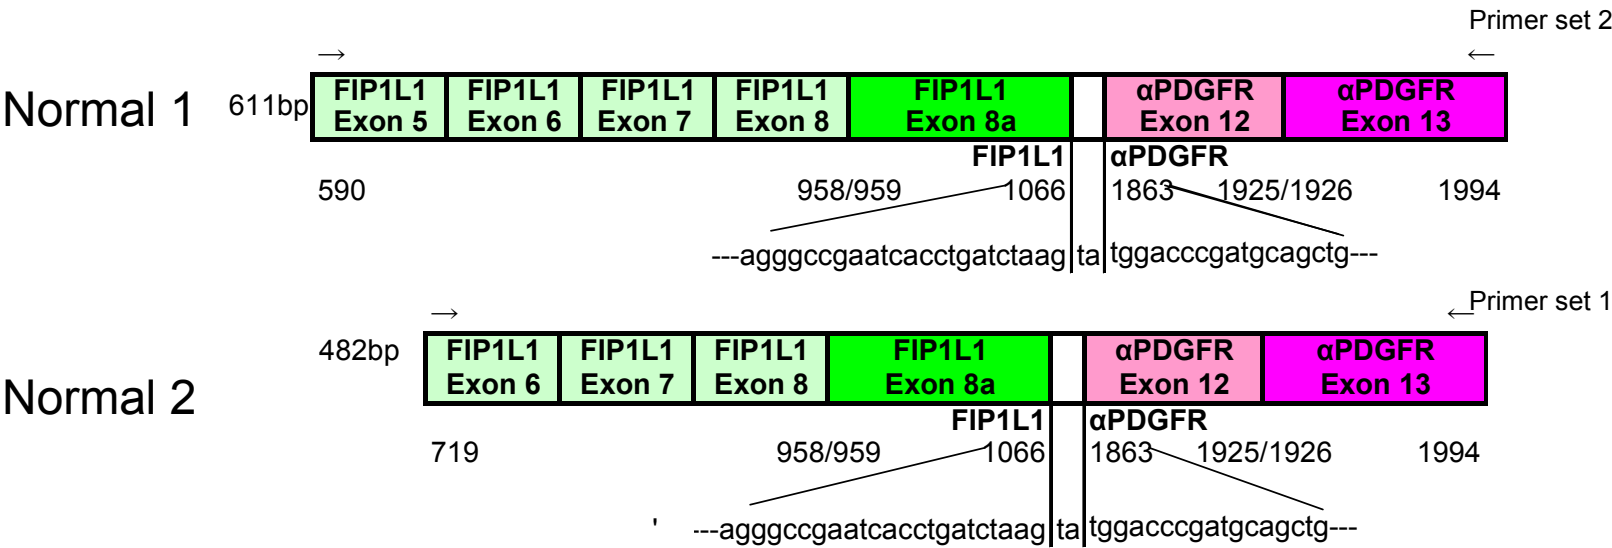 Primer set 2
→ ←
Normal 1 611bp FIP1L1 Exon 5 FIP1L1 Exon 6 FIP1L1 Exon 7 FIP1L1 Exon 8 FIP1L1 Exon 8a αPDGFR Exon 12 αPDGFR Exon 13
FIP1L1 αPDGFR
590 958/959 1066 1863 1925/1926 1994
---agggccgaatcacctgatctaag ta tggacccgatgcagctg---
Primer set 1
→ ←
Normal 2 482bp FIP1L1 Exon 6 FIP1L1 Exon 7 FIP1L1 Exon 8 FIP1L1 Exon 8a αPDGFR Exon 12 αPDGFR Exon 13
FIP1L1 αPDGFR
719 958/959 1066 1863 1925/1926 1994
' ---agggccgaatcacctgatctaag ta tggacccgatgcagctg---